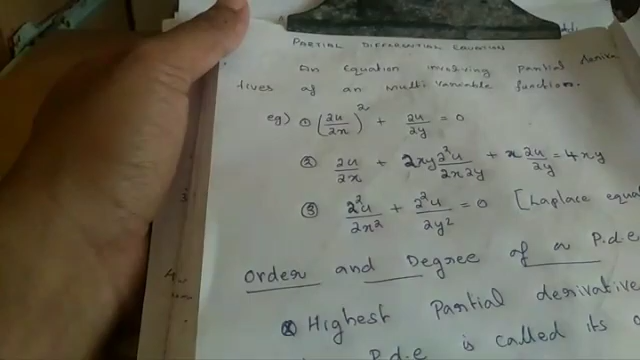 PARTIAL DIFFERENTIAL EQUATION
An Equation involving Partial deriva
tives of an multi variable function.
eg) ① (∂u/∂x)² + ∂u/∂y = 0
② ∂u/∂x + 2xy ∂²u/∂x∂y + x ∂u/∂y = 4xy
③ ∂²u/∂x² + ∂²u/∂y² = 0 [Laplace equa
Order and Degree of a P.d.e
Highest Partial derivative
P.d.e is called its